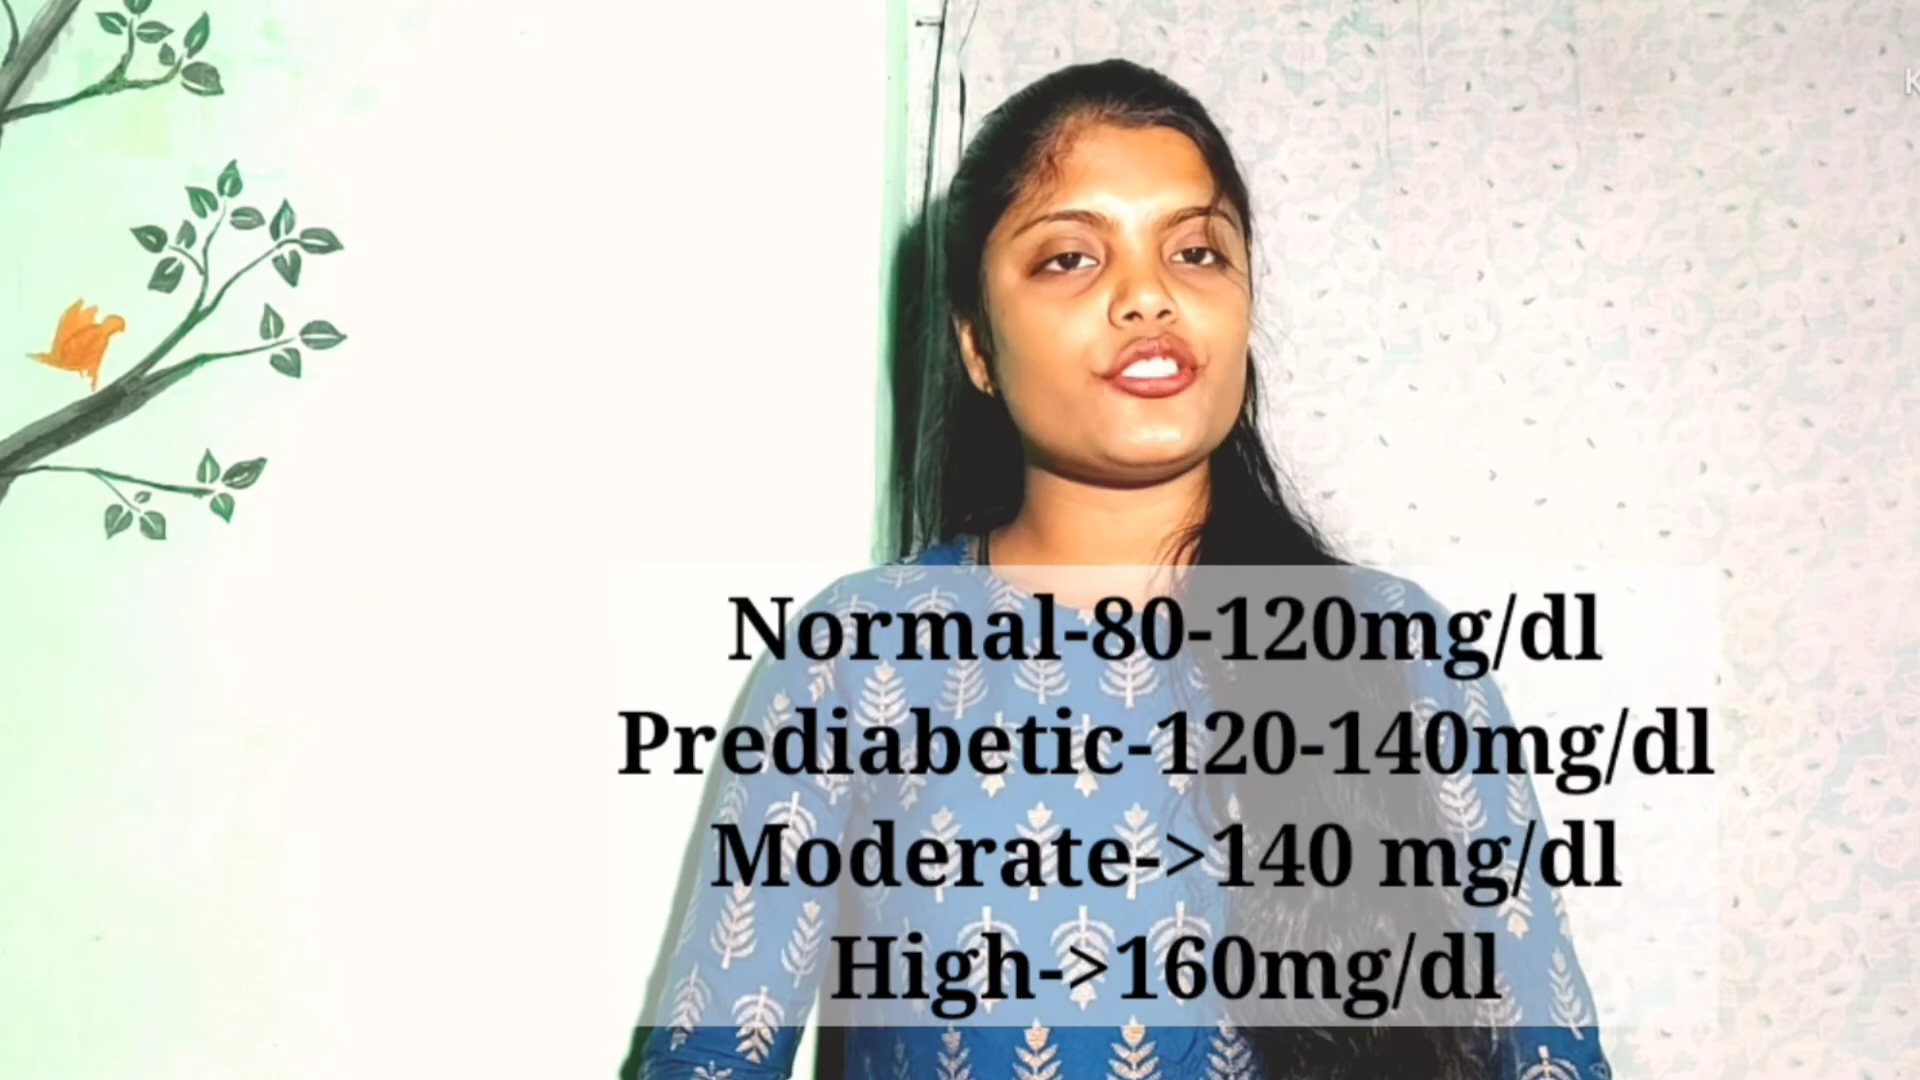 Normal-80-120mg/dl
Prediabetic-120-140mg/dl
Moderate->140 mg/dl
High->160mg/dl